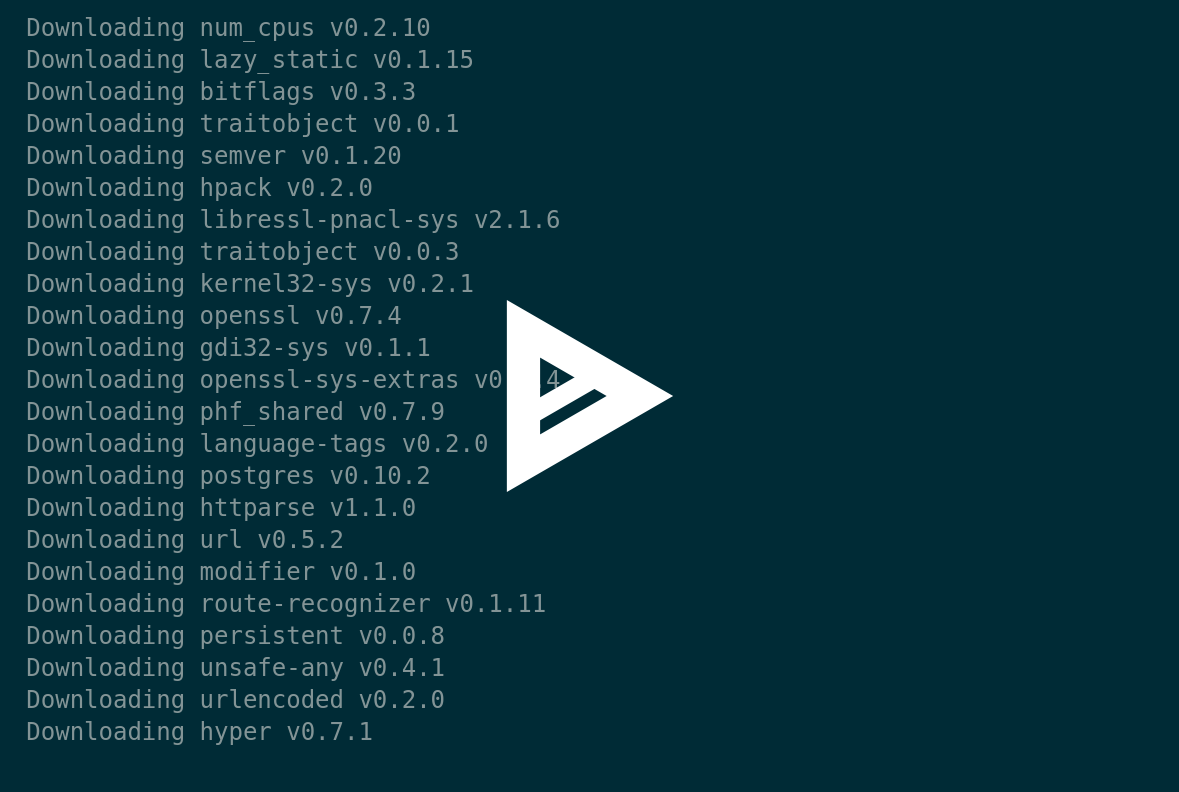 Downloading num_cpus v0.2.10
Downloading lazy_static v0.1.15
Downloading bitflags v0.3.3
Downloading traitobject v0.0.1
Downloading semver v0.1.20
Downloading hpack v0.2.0
Downloading libressl-pnacl-sys v2.1.6
Downloading traitobject v0.0.3
Downloading kernel32-sys v0.2.1
Downloading openssl v0.7.4
Downloading gdi32-sys v0.1.1
Downloading openssl-sys-extras
Downloading phf_shared v0.7.9
Downloading language-tags v0.2.0
Downloading postgres v0.10.2
Downloading httparse v1.1.0
Downloading url v0.5.2
Downloading modifier v0.1.0
Downloading route-recognizer v0.1.11
Downloading persistent v0.0.8
Downloading unsafe-any v0.4.1
Downloading urlencoded v0.2.0
Downloading hyper v0.7.1